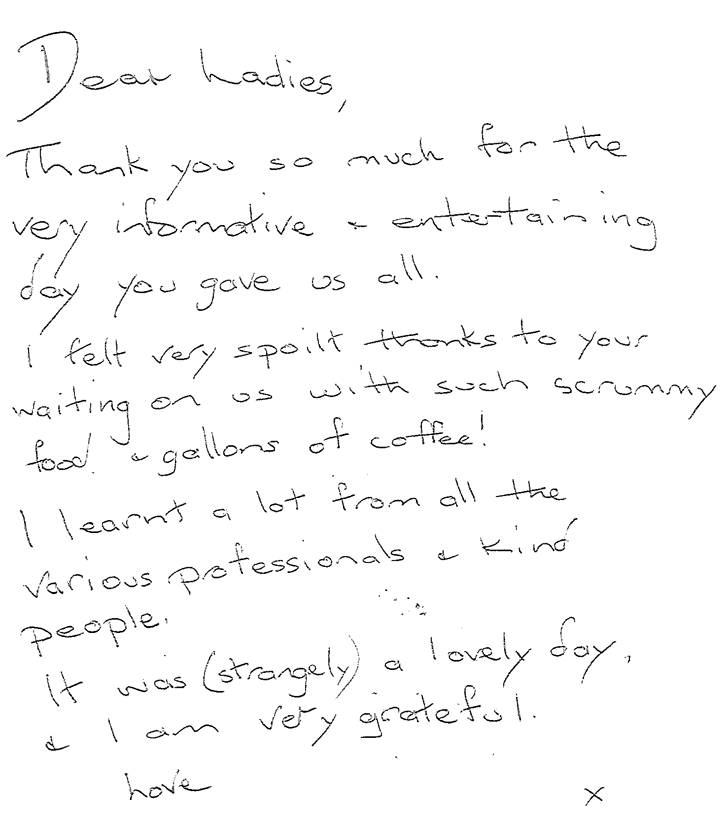 Dear Ladies,
Thank you so much for the
very informative & entertaining
day you gave us all.
I felt very spoilt thanks to your
waiting on us with such scrummy
food & gallons of coffee!
I learnt a lot from all the
various professionals & kind
people.
It was (strangely) a lovely day,
& I am very grateful.
Love
x